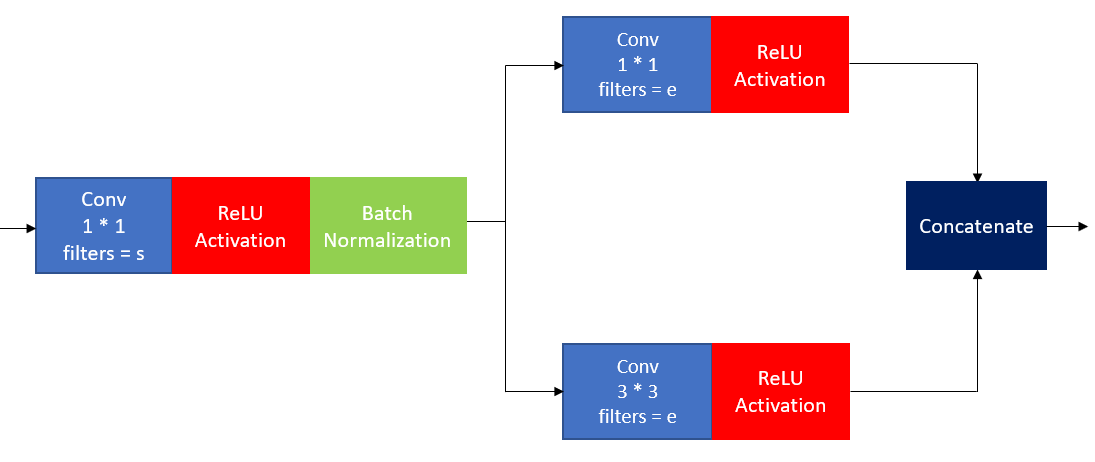 Conv
1 * 1
filters = s
ReLU
Activation
Batch
Normalization
Conv
1 * 1
filters = e
ReLU
Activation
Conv
3 * 3
filters = e
ReLU
Activation
Concatenate